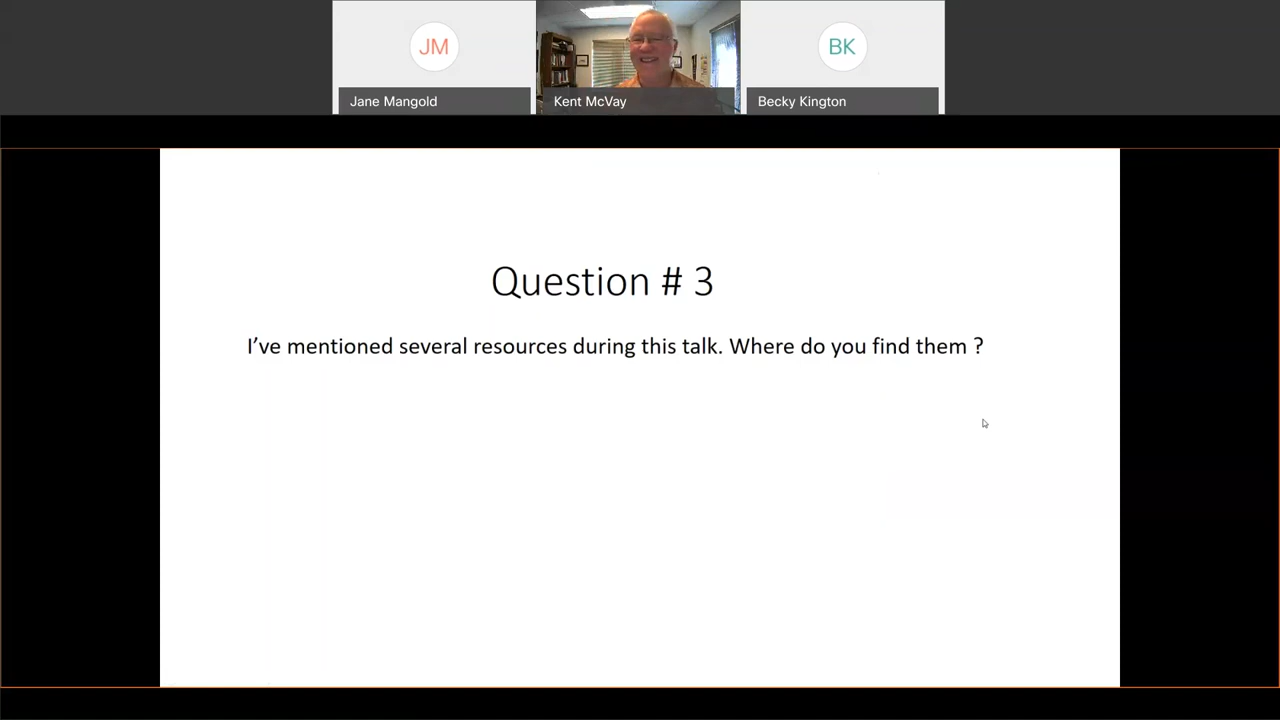 JM
BK
Jane Mangold
Kent McVay
Becky Kington
Question # 3
I've mentioned several resources during this talk. Where do you find them ?